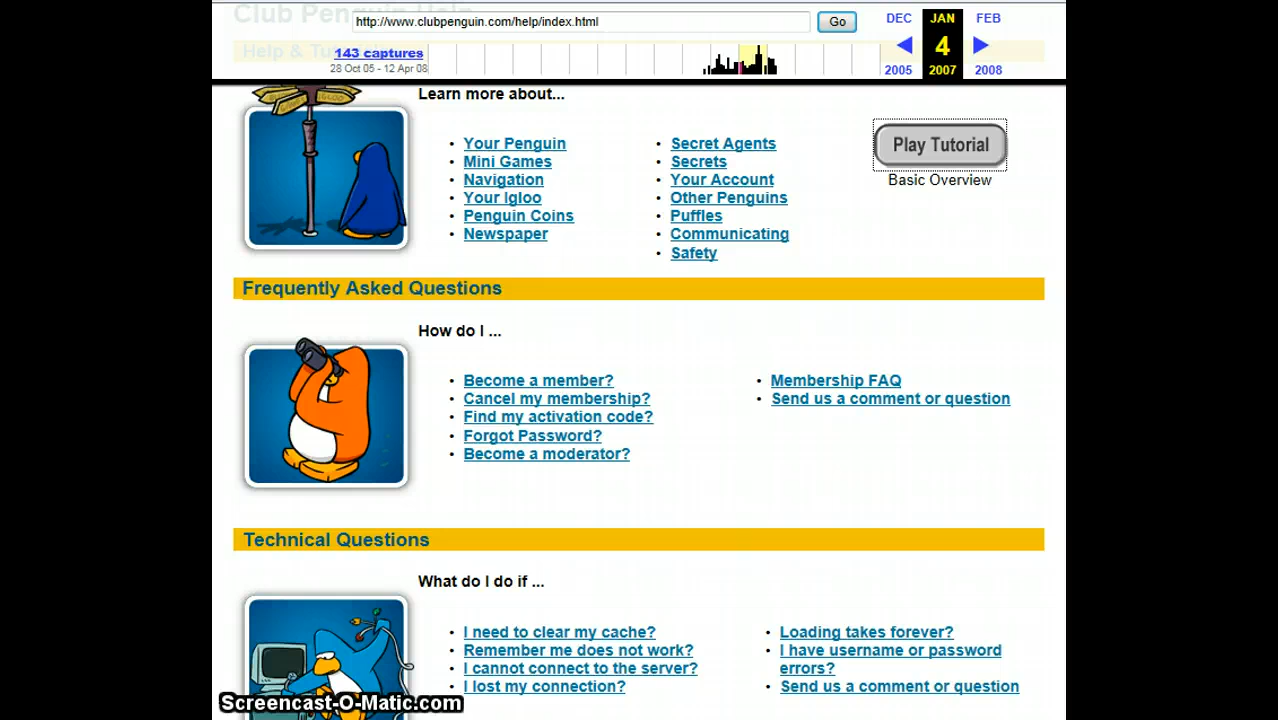 Club Penguin Help
http://www.clubpenguin.com/help/index.html
Go
DEC
JAN
FEB
Help & Tutorials
143 captures
4
28 Oct 05 - 12 Apr 08
2005
2007
2008
Learn more about...
Play Tutorial
Basic Overview
• Your Penguin
• Mini Games
• Navigation
• Your Igloo
• Penguin Coins
• Newspaper
• Secret Agents
• Secrets
• Your Account
• Other Penguins
• Puffles
• Communicating
• Safety
Frequently Asked Questions
How do I ...
• Become a member?
• Cancel my membership?
• Find my activation code?
• Forgot Password?
• Become a moderator?
• Membership FAQ
• Send us a comment or question
Technical Questions
What do I do if ...
• I need to clear my cache?
• Remember me does not work?
• I cannot connect to the server?
• I lost my connection?
• Loading takes forever?
• I have username or password
errors?
• Send us a comment or question
Screencast-O-Matic.com